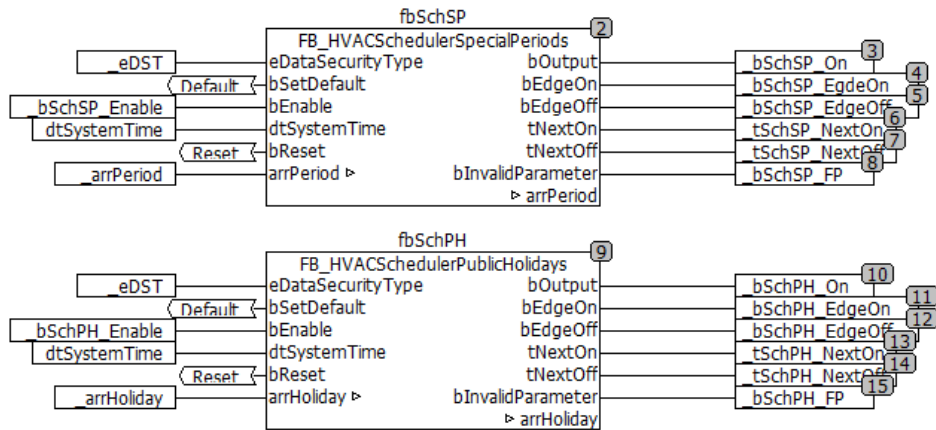 fbSchSP
2
FB_HVACSchedulerSpecialPeriods
_eDST eDataSecurityType bOutput _bSchSP_On 3
Default bSetDefault bEdgeOn _bSchSP_EgdeOn 4
_bSchSP_Enable bEnable bEdgeOff _bSchSP_EdgeOff 5
dtSystemTime dtSystemTime tNextOn _tSchSP_NextOn 6
Reset bReset tNextOff _tSchSP_NextOff 7
_arrPeriod arrPeriod bInvalidParameter _bSchSP_FP 8
arrPeriod
fbSchPH
9
FB_HVACSchedulerPublicHolidays
_eDST eDataSecurityType bOutput _bSchPH_On 10
Default bSetDefault bEdgeOn _bSchPH_EdgeOn 11
_bSchPH_Enable bEnable bEdgeOff _bSchPH_EdgeOff 12
dtSystemTime dtSystemTime tNextOn _tSchPH_NextOn 13
Reset bReset tNextOff _tSchPH_NextOff 14
_arrHoliday arrHoliday bInvalidParameter _bSchPH_FP 15
arrHoliday